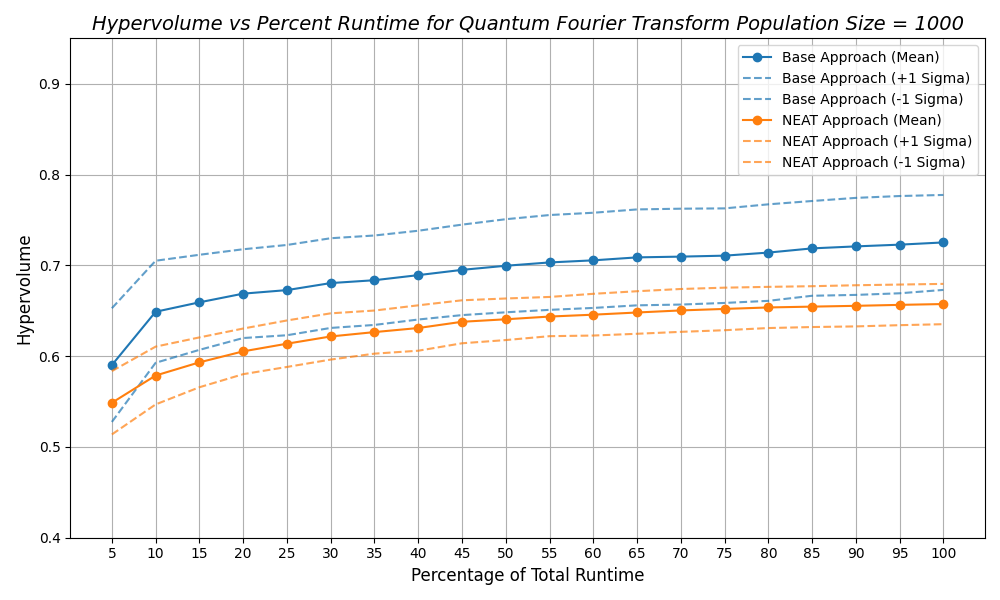 Hypervolume vs Percent Runtime for Quantum Fourier Transform Population Size = 1000
Base Approach (Mean)
Base Approach (+1 Sigma)
Base Approach (-1 Sigma)
NEAT Approach (Mean)
NEAT Approach (+1 Sigma)
NEAT Approach (-1 Sigma)
Hypervolume
0.9
0.8
0.7
0.6
0.5
0.4
5 10 15 20 25 30 35 40 45 50 55 60 65 70 75 80 85 90 95 100
Percentage of Total Runtime